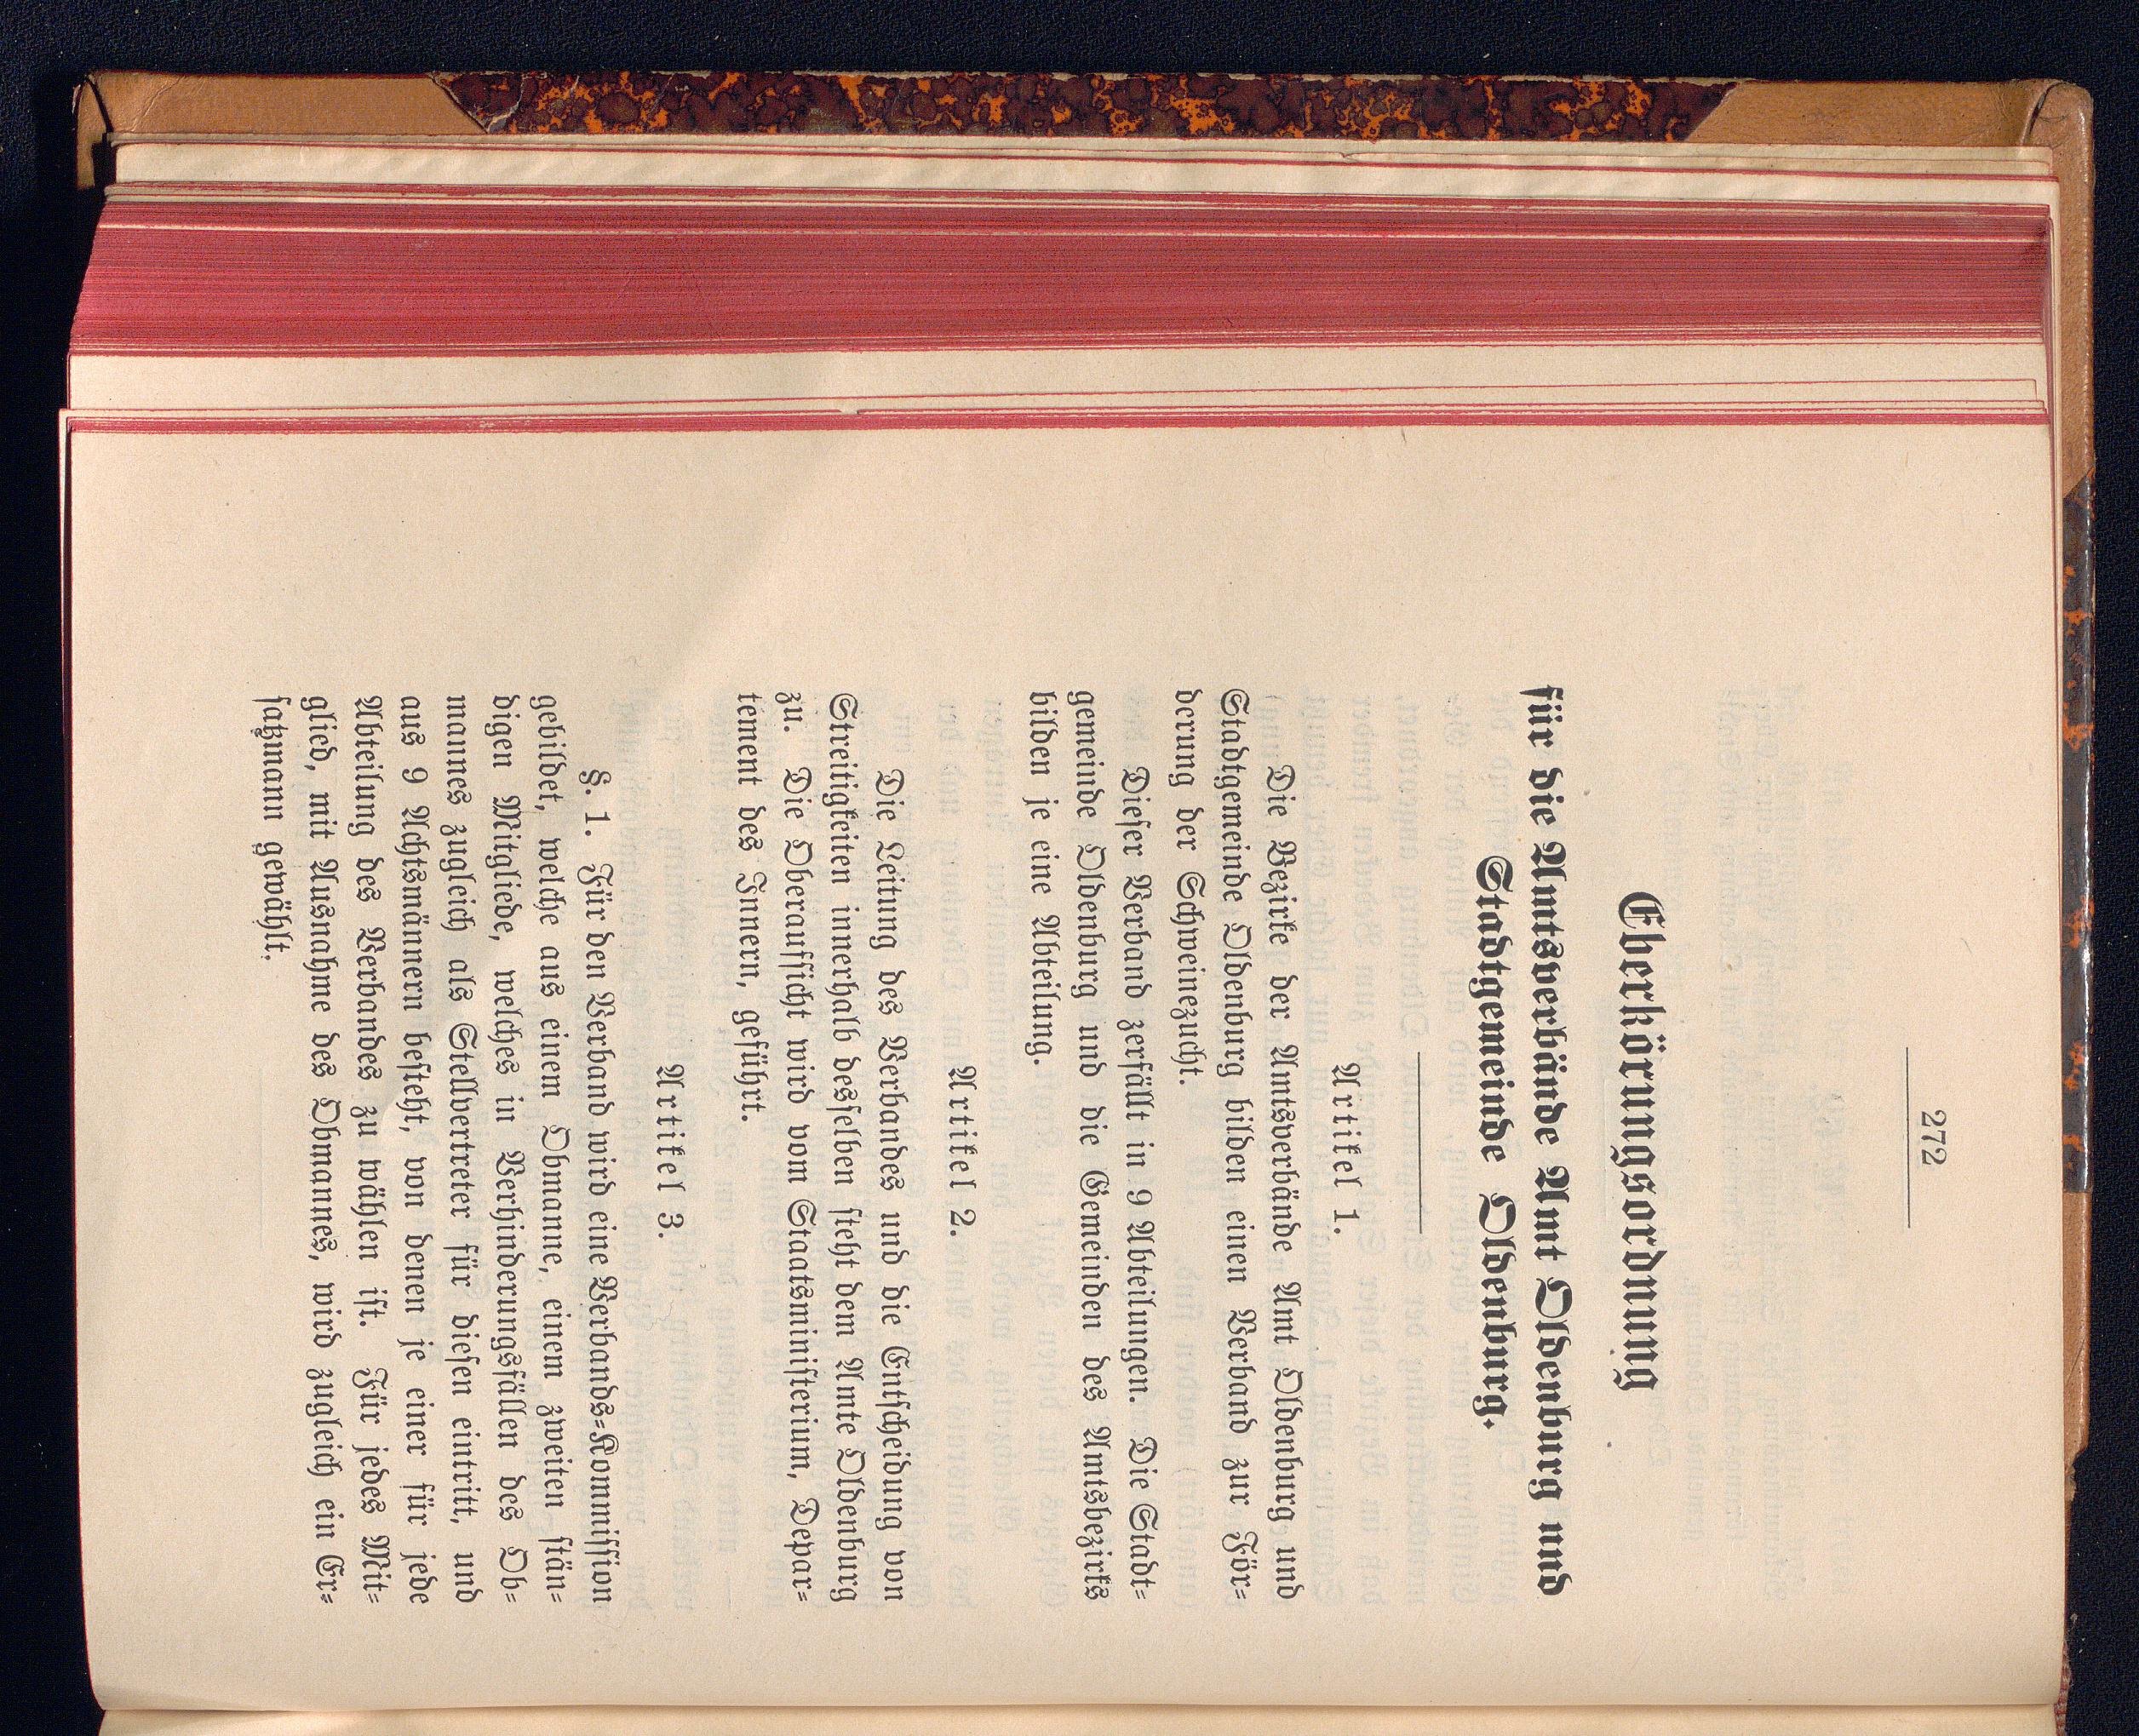 272
Eberkörungsordnung
für die Amtsverbände Amt Oldenburg und
Stadtgemeinde Oldenburg.
Artikel 1.
Die Bezirke der Amtsverbände Amt Oldenburg und
Stadtgemeinde Oldenburg bilden einen Verband zur För-
derung der Schweinezucht.
Dieser Verband zerfällt in 9 Abteilungen. Die Stadt-
gemeinde Oldenburg und die Gemeinden des Amtsbezirks
bilden je eine Abteilung.
Artikel 2.
Die Leitung des Verbandes und die Entscheidung von
Streitigkeiten innerhalb desselben steht dem Amte Oldenburg
zu. Die Oberaufsicht wird vom Staatsministerium, Depar-
tement des Innern, geführt.
Artikel 3.
§. 1. Für den Verband wird eine Verbands-Kommission
gebildet, welche aus einem Obmanne, einem zweiten stän-
digen Mitgliede, welches in Verhinderungsfällen des Ob-
mannes zugleich als Stellvertreter für diesen eintritt, und
aus 9 Achtsmännern besteht, von denen je einer für jede
Abteilung des Verbandes zu wählen ist. Für jedes Mit-
glied, mit Ausnahme des Obmannes, wird zugleich ein Er-
satzmann gewählt.